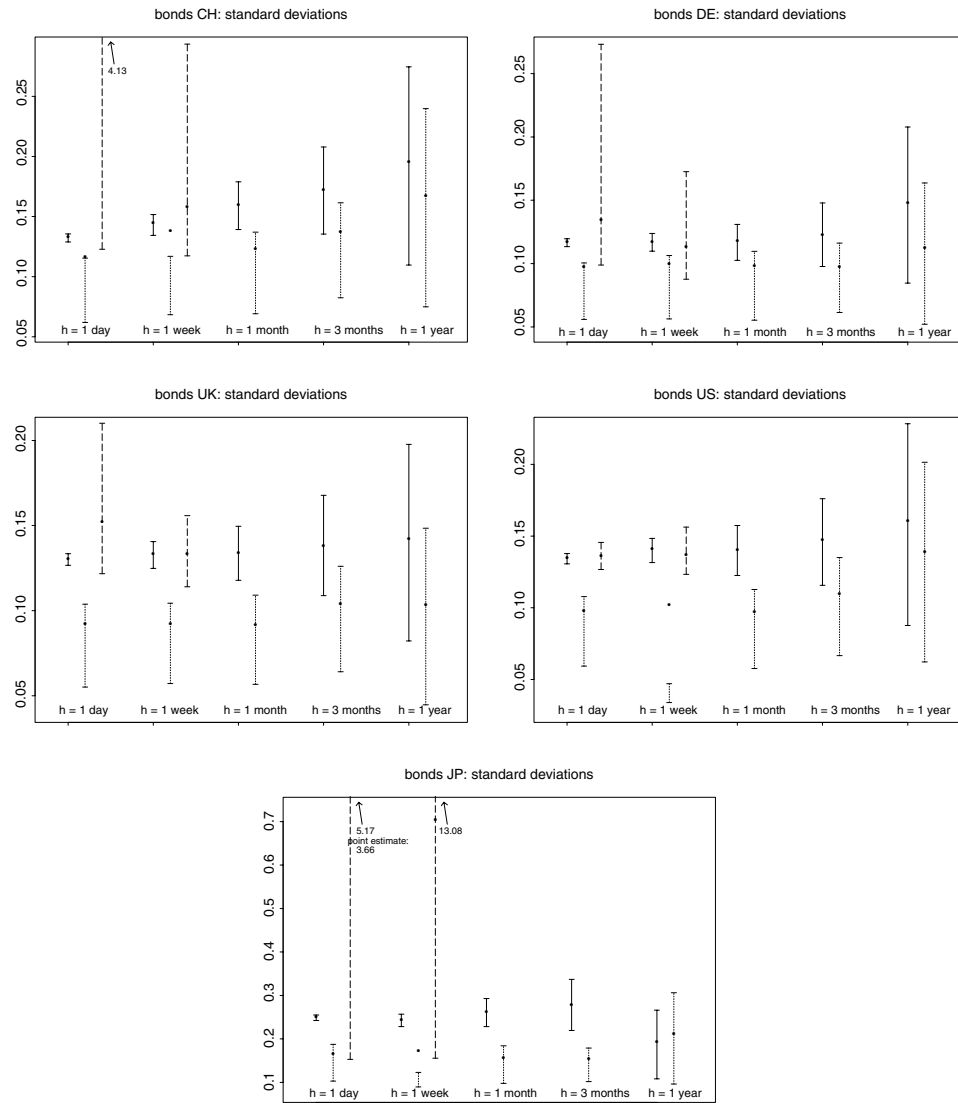 bonds CH: standard deviations
4.13
0.25
0.20
0.15
0.10
0.05
h = 1 day h = 1 week h = 1 month h = 3 months h = 1 year
bonds DE: standard deviations
0.25
0.20
0.15
0.10
0.05
h = 1 day h = 1 week h = 1 month h = 3 months h = 1 year
bonds UK: standard deviations
0.20
0.15
0.10
0.05
h = 1 day h = 1 week h = 1 month h = 3 months h = 1 year
bonds US: standard deviations
0.20
0.15
0.10
0.05
h = 1 day h = 1 week h = 1 month h = 3 months h = 1 year
bonds JP: standard deviations
5.17 13.08
point estimate:
3.66
0.7
0.6
0.5
0.4
0.3
0.2
0.1
h = 1 day h = 1 week h = 1 month h = 3 months h = 1 year